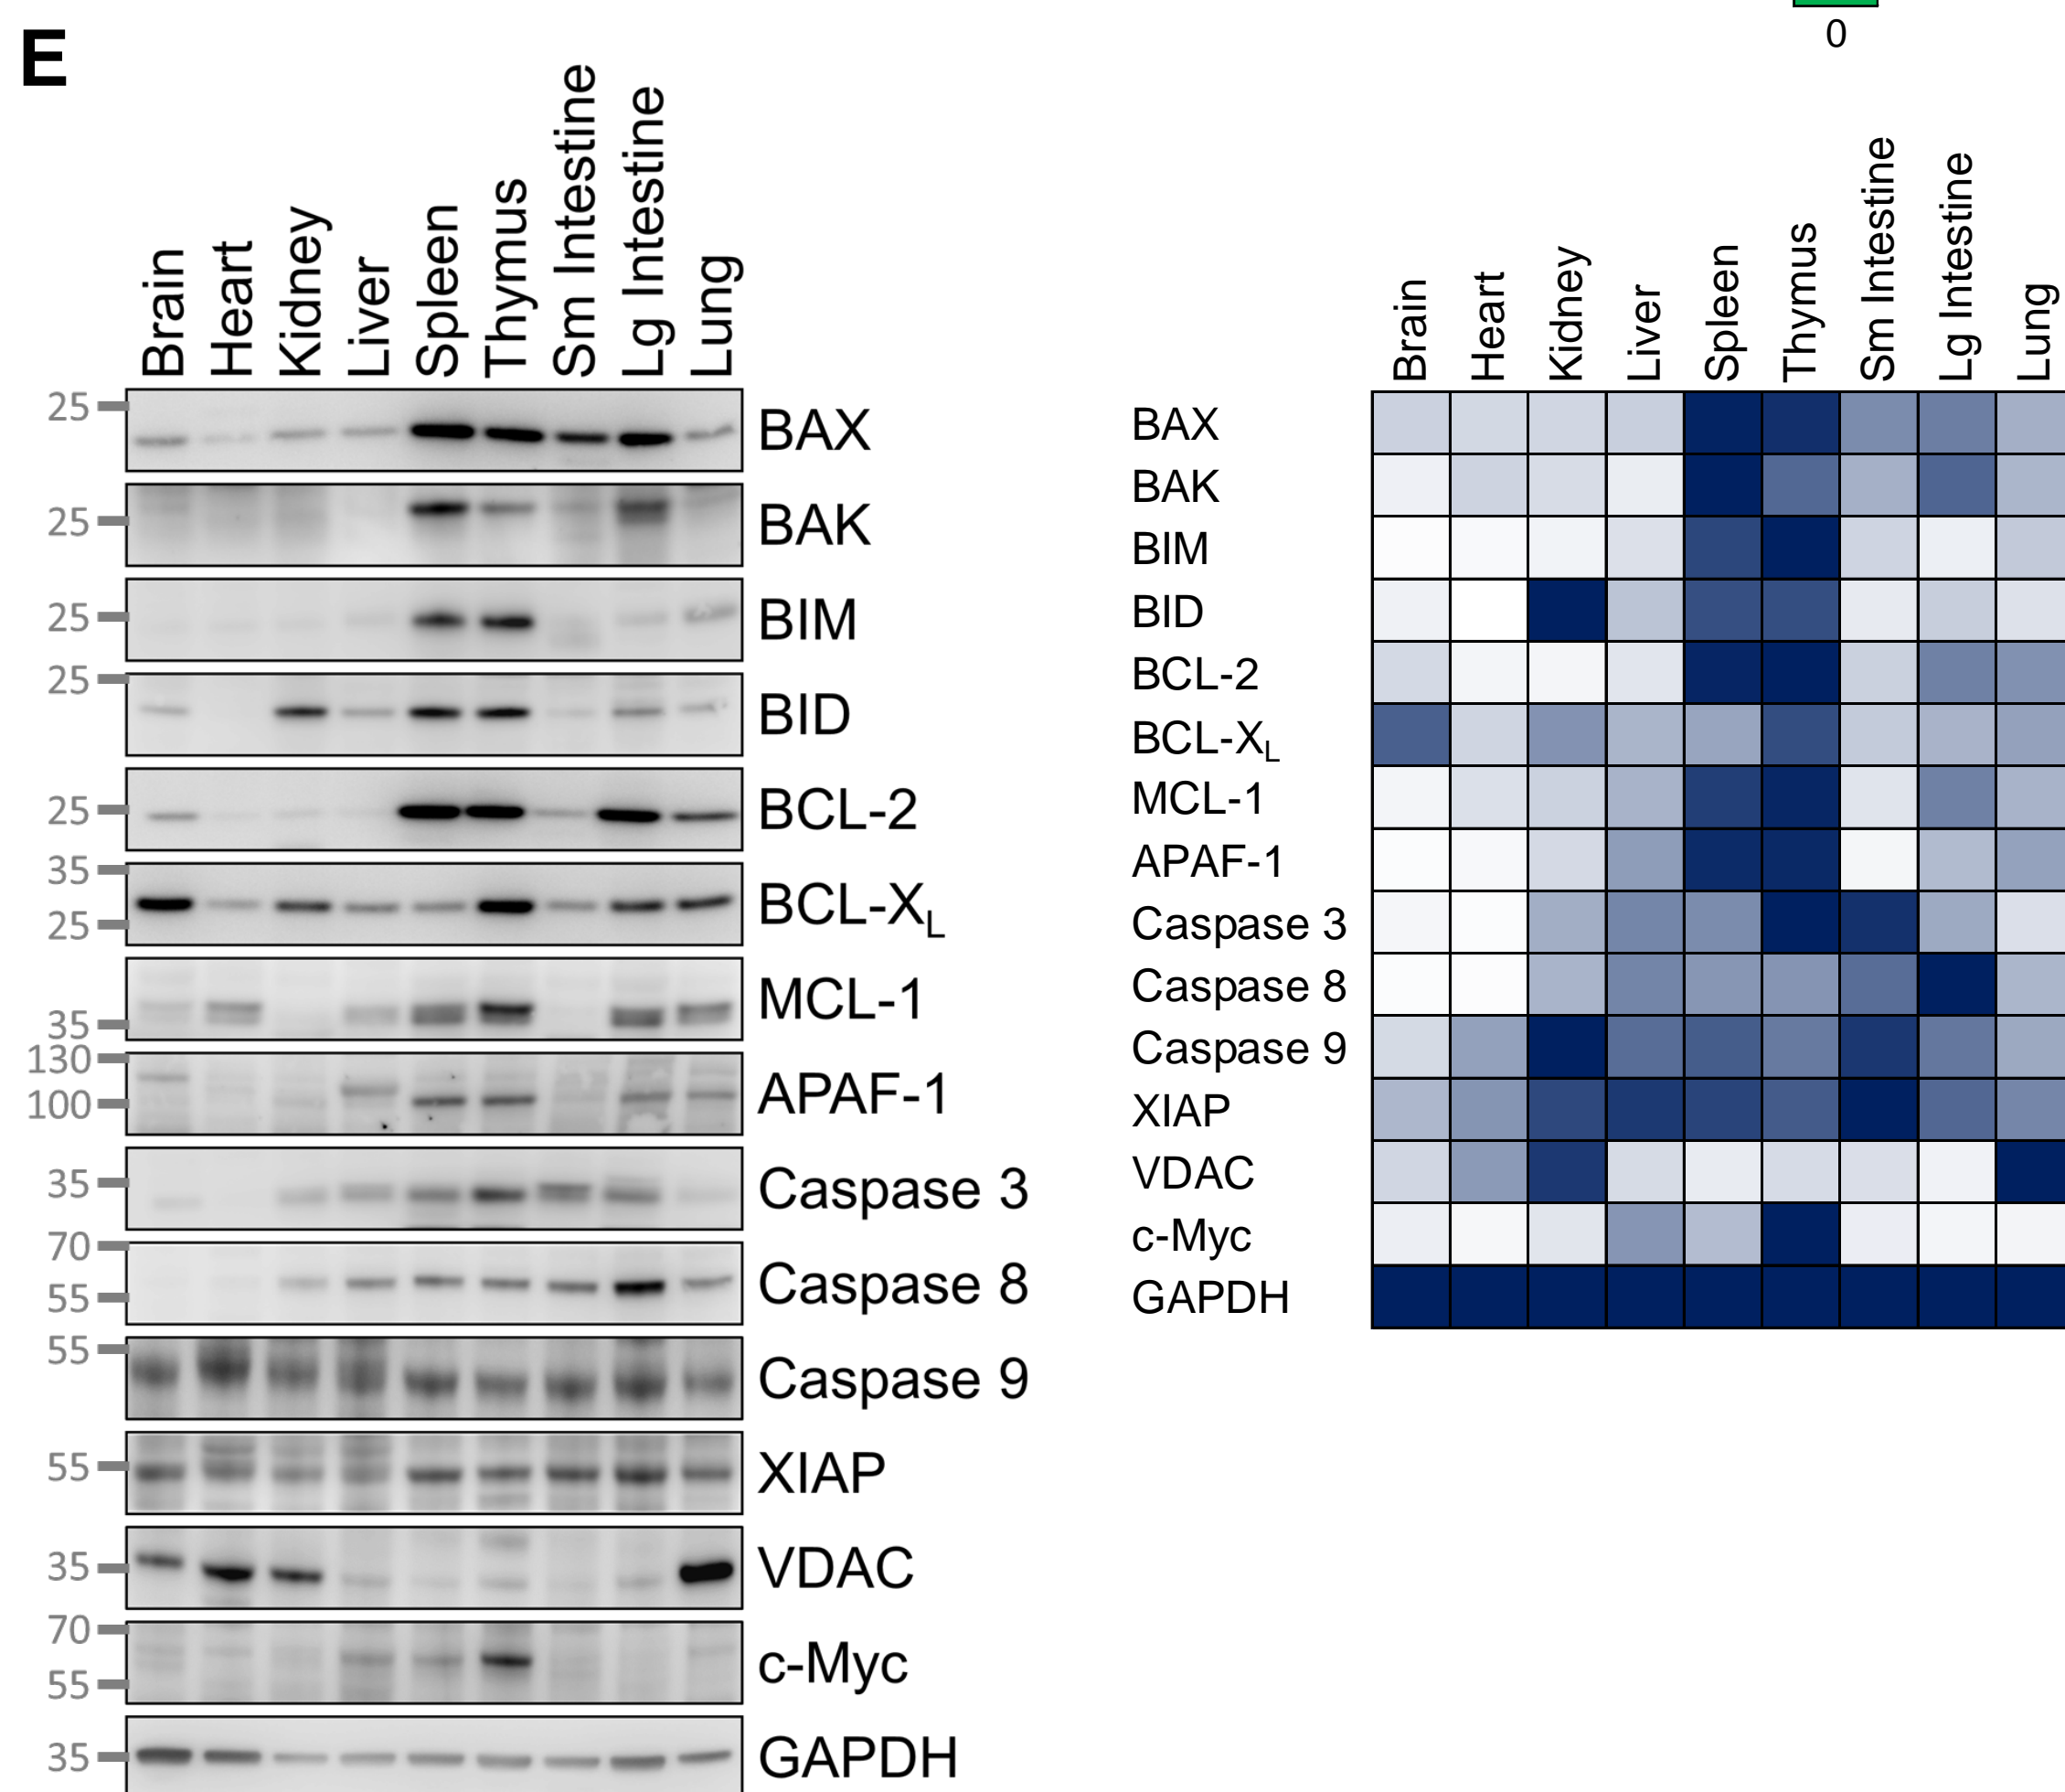 E
0
Brain
Heart
Kidney
Liver
Spleen
Thymus
Sm Intestine
Lg Intestine
Lung
25
BAX
25
BAK
25
BIM
25
BID
25
BCL-2
35
25
BCL-XL
35
MCL-1
130
100
APAF-1
35
Caspase 3
70
55
Caspase 8
55
Caspase 9
55
XIAP
35
VDAC
70
55
c-Myc
35
GAPDH
Brain
Heart
Kidney
Liver
Spleen
Thymus
Sm Intestine
Lg Intestine
Lung
BAX
BAK
BIM
BID
BCL-2
BCL-XL
MCL-1
APAF-1
Caspase 3
Caspase 8
Caspase 9
XIAP
VDAC
c-Myc
GAPDH